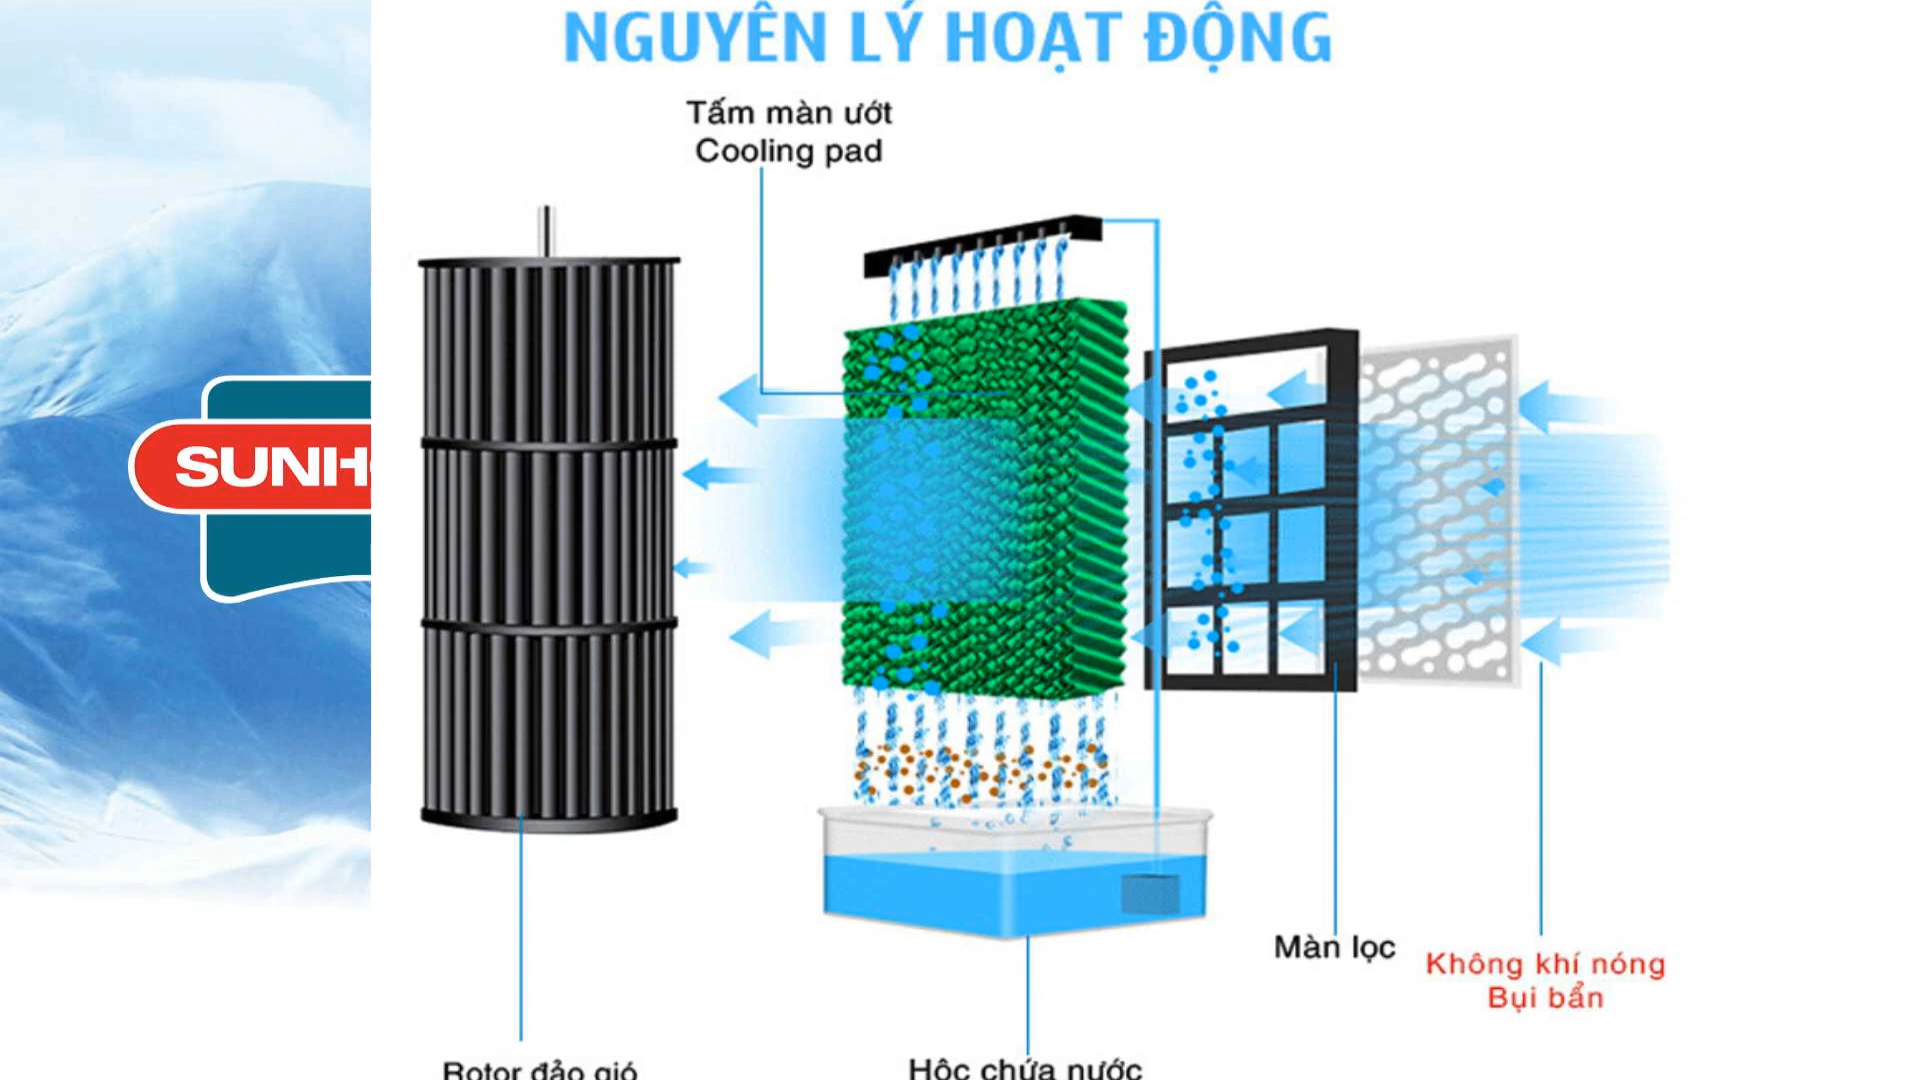 NGUYÊN LÝ HOẠT ĐỘNG
Tấm màn ướt
Cooling pad
SUNH
Màn lọc
Không khí nóng
Bụi bẩn
Rotor đảo gió
Hộc chứa nước